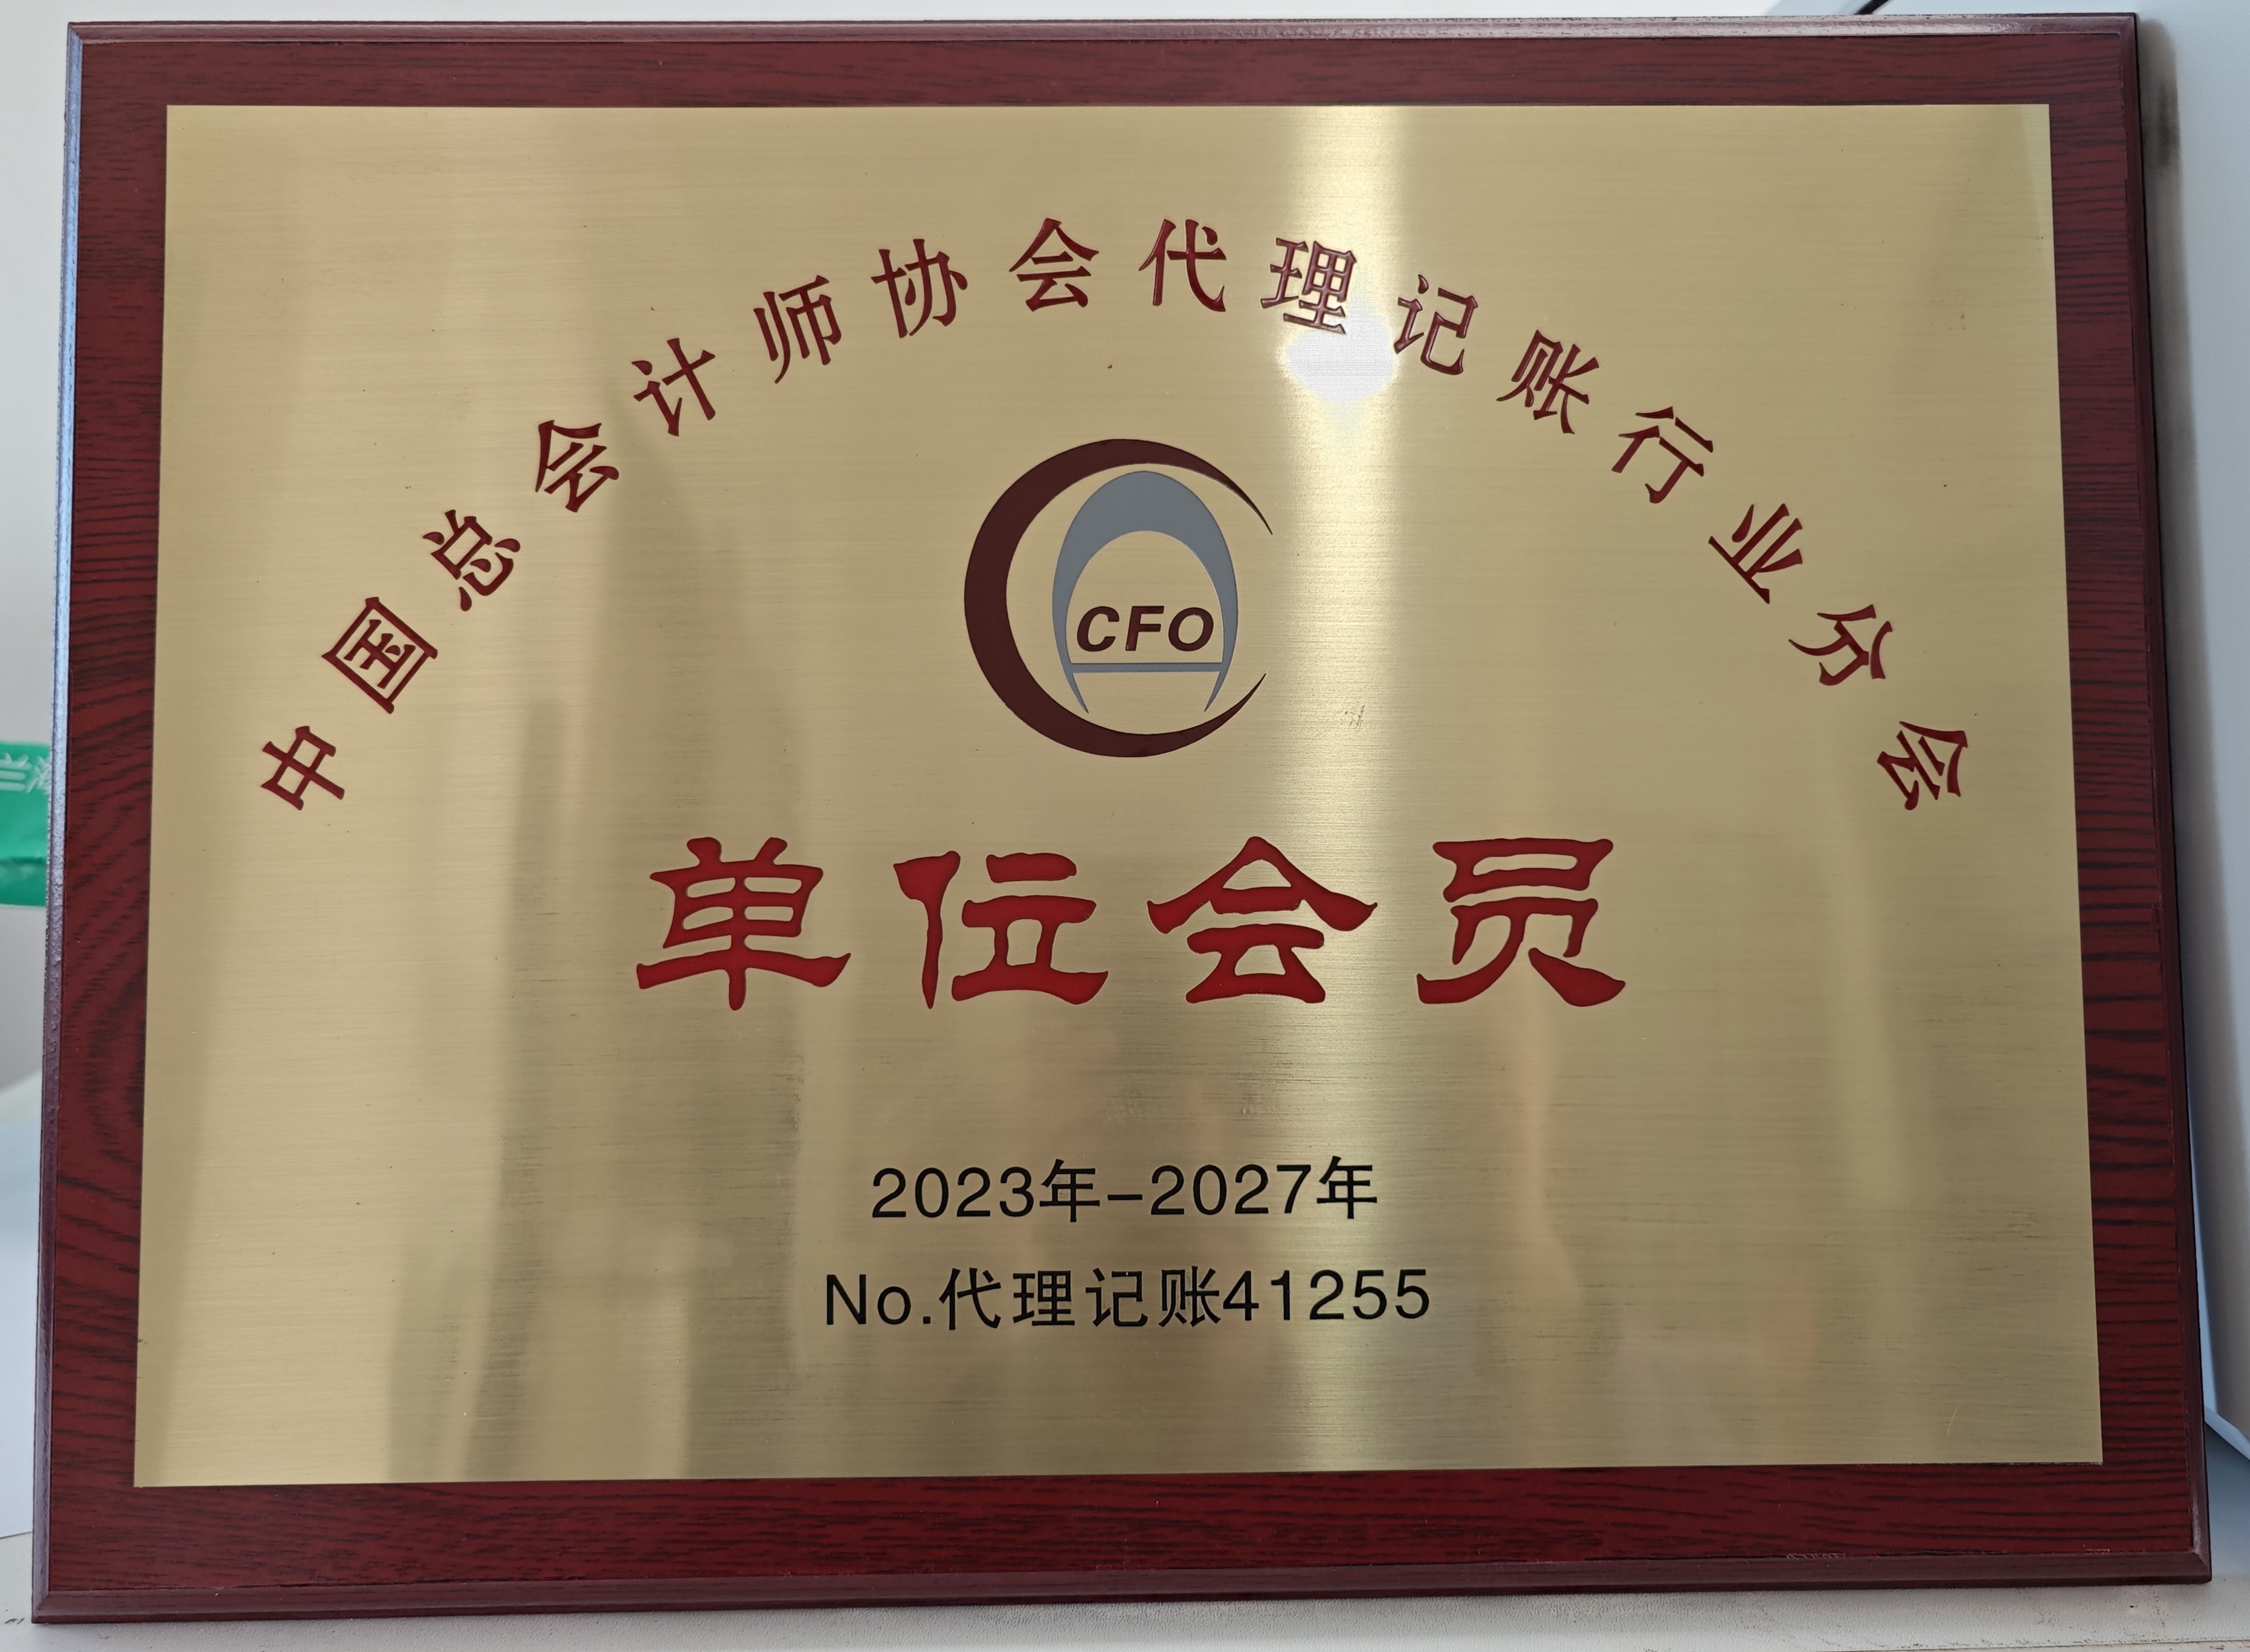 中国总会计师协会代理记账行业分会
CFO
单位会员
2023年-2027年
No.代理记账41255